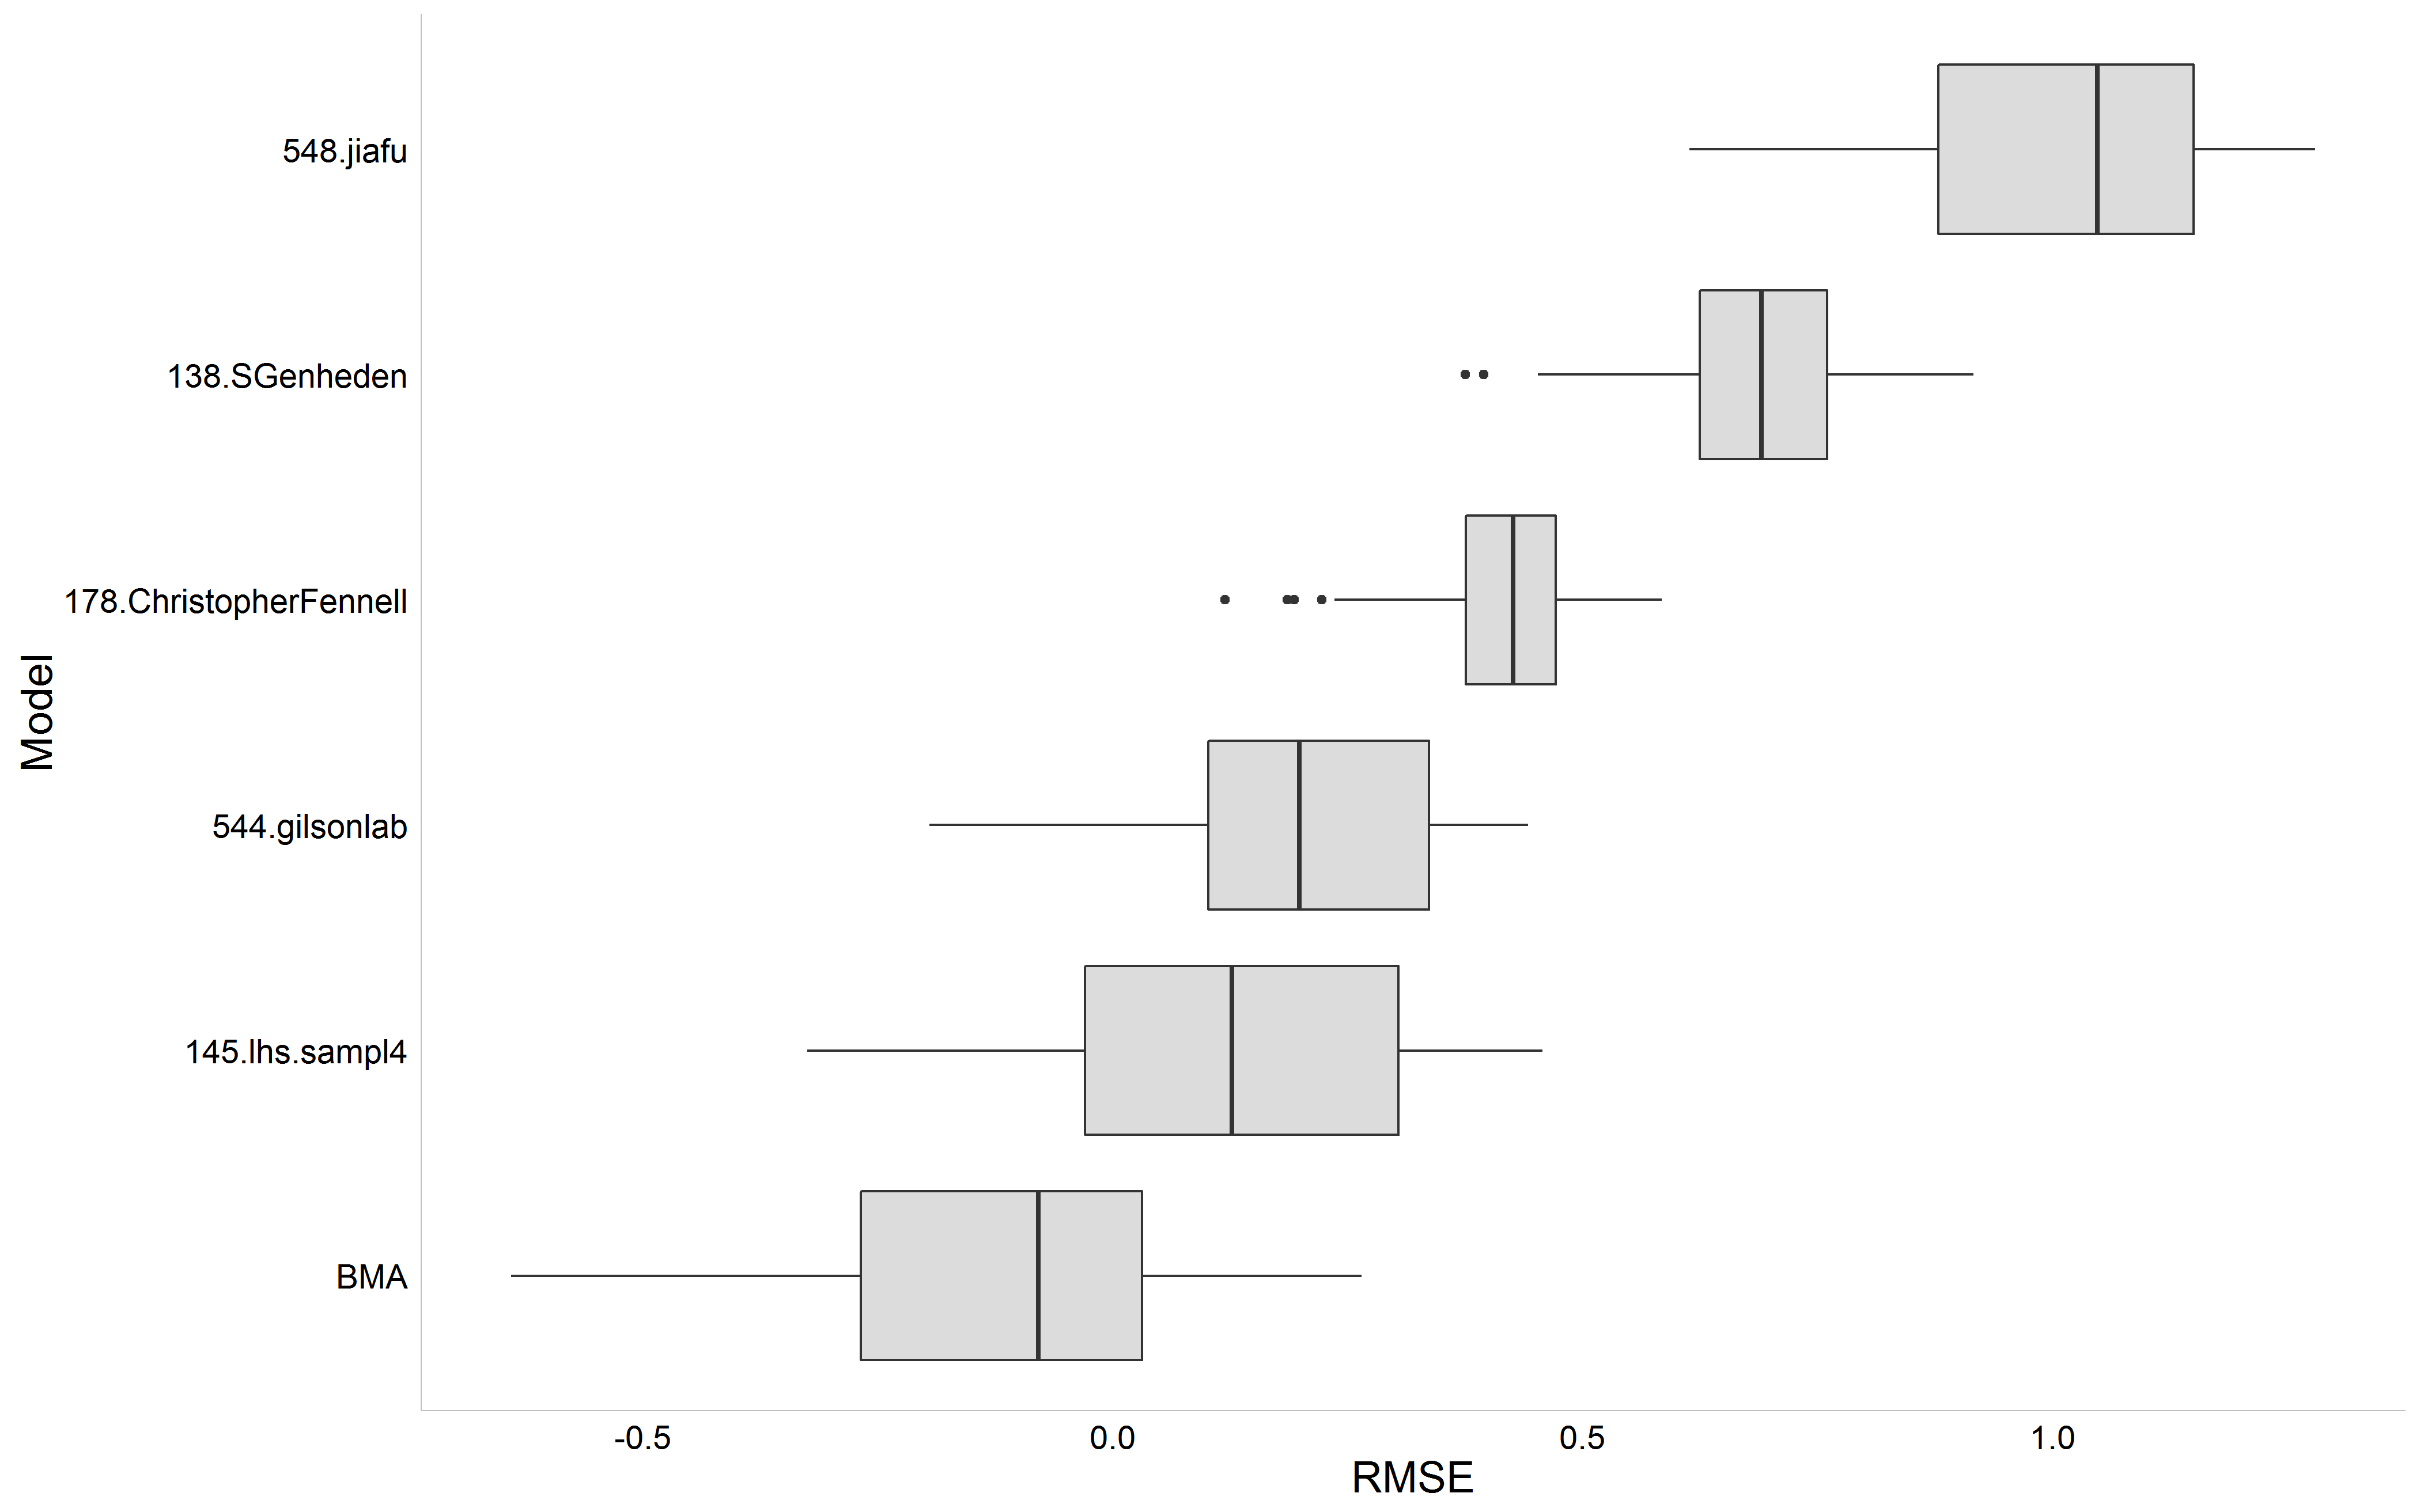 548.jiafu
138.SGenheden
178.ChristopherFennell
544.gilsonlab
145.lhs.sampl4
BMA
Model
-0.5 0.0 0.5 1.0
RMSE